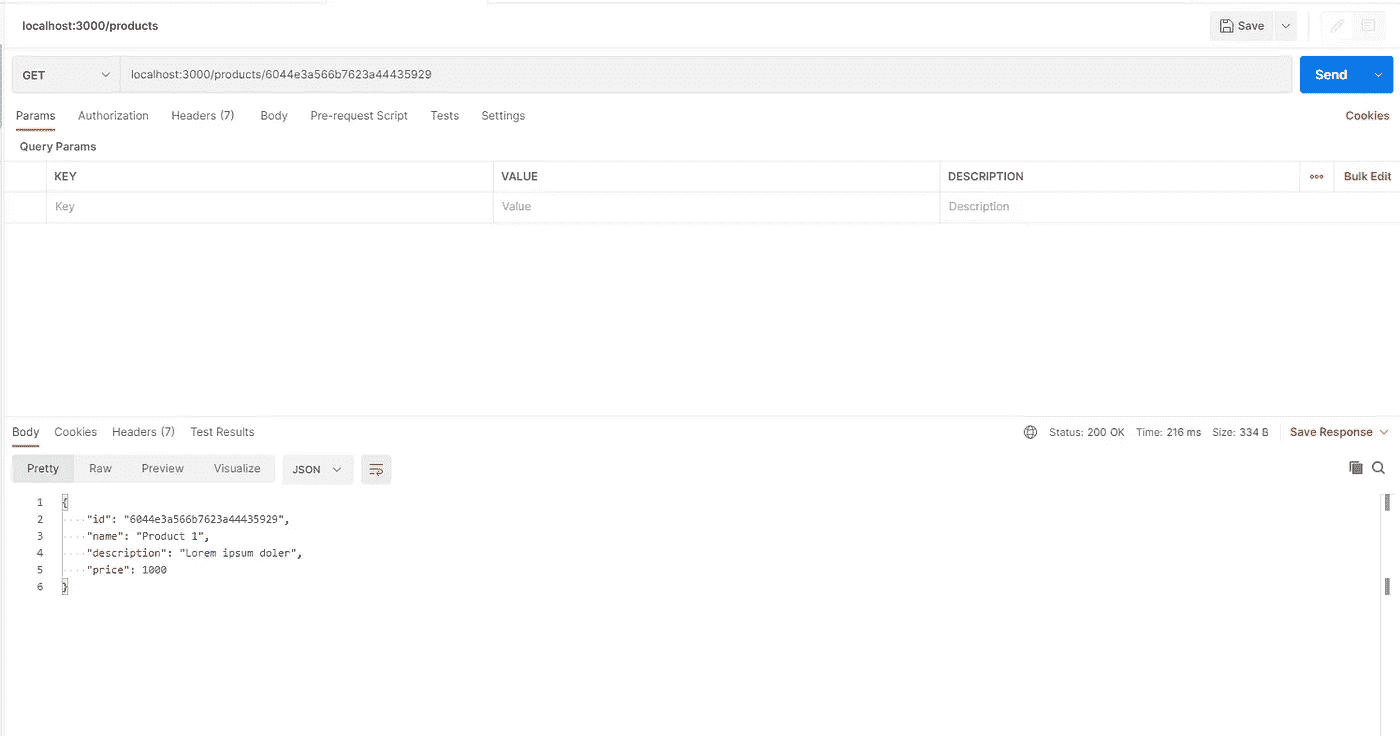 localhost:3000/products
Save
GET
localhost:3000/products/6044e3a566b7623a44435929
Send
Params Authorization Headers (7) Body Pre-request Script Tests Settings Cookies
Query Params
KEY VALUE DESCRIPTION ooo Bulk Edit
Key Value Description
Body Cookies Headers (7) Test Results Status: 200 OK Time: 216 ms Size: 334 B Save Response
Pretty Raw Preview Visualize JSON
1 {
2 "id": "6044e3a566b7623a44435929",
3 "name": "Product 1",
4 "description": "Lorem ipsum doler",
5 "price": 1000
6 }